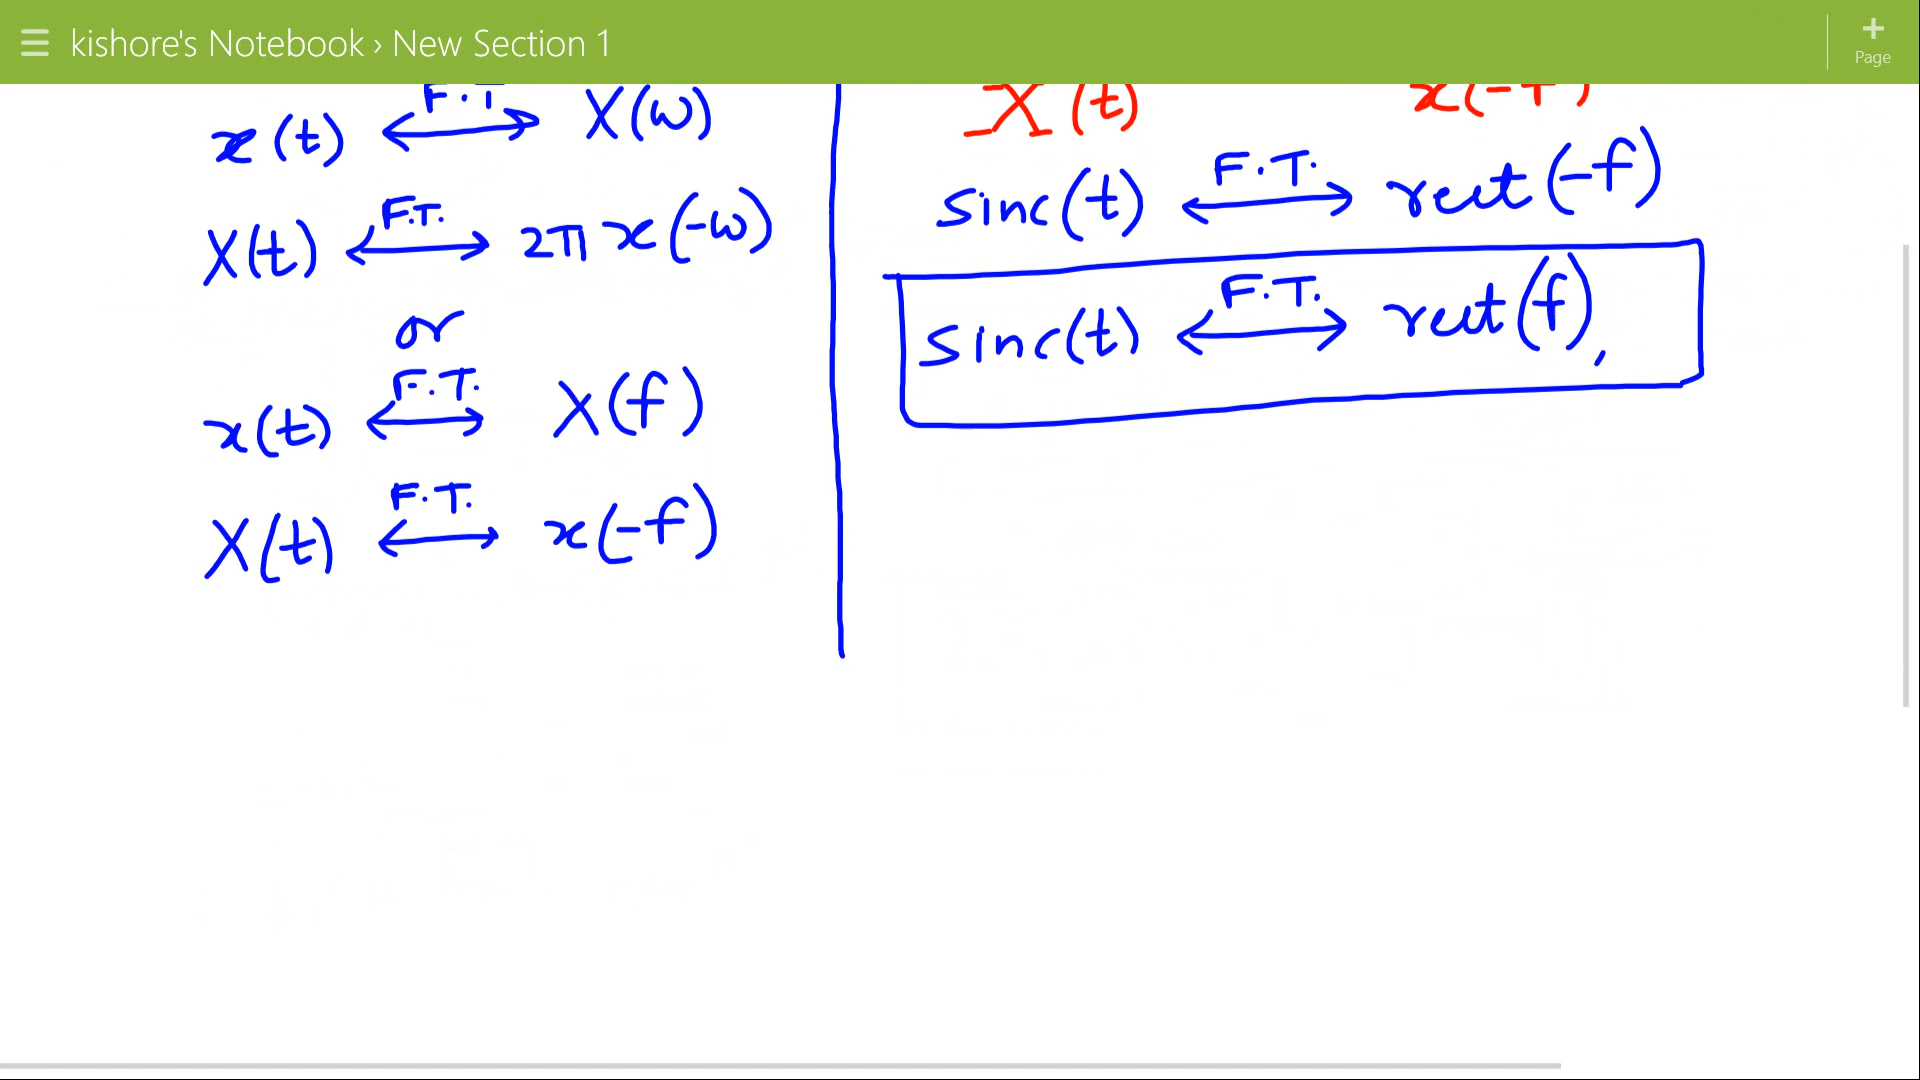 kishore's Notebook › New Section 1
+
Page
x(t) ⟷ F.T X(ω)
X(t) ⟷ F.T. 2π x(-ω)
or
x(t) ⟷ F.T. X(f)
X(t) ⟷ F.T. x(-f)
X(t) x(-f)
sinc(t) ⟷ F.T. rect(-f)
sinc(t) ⟷ F.T. rect(f),